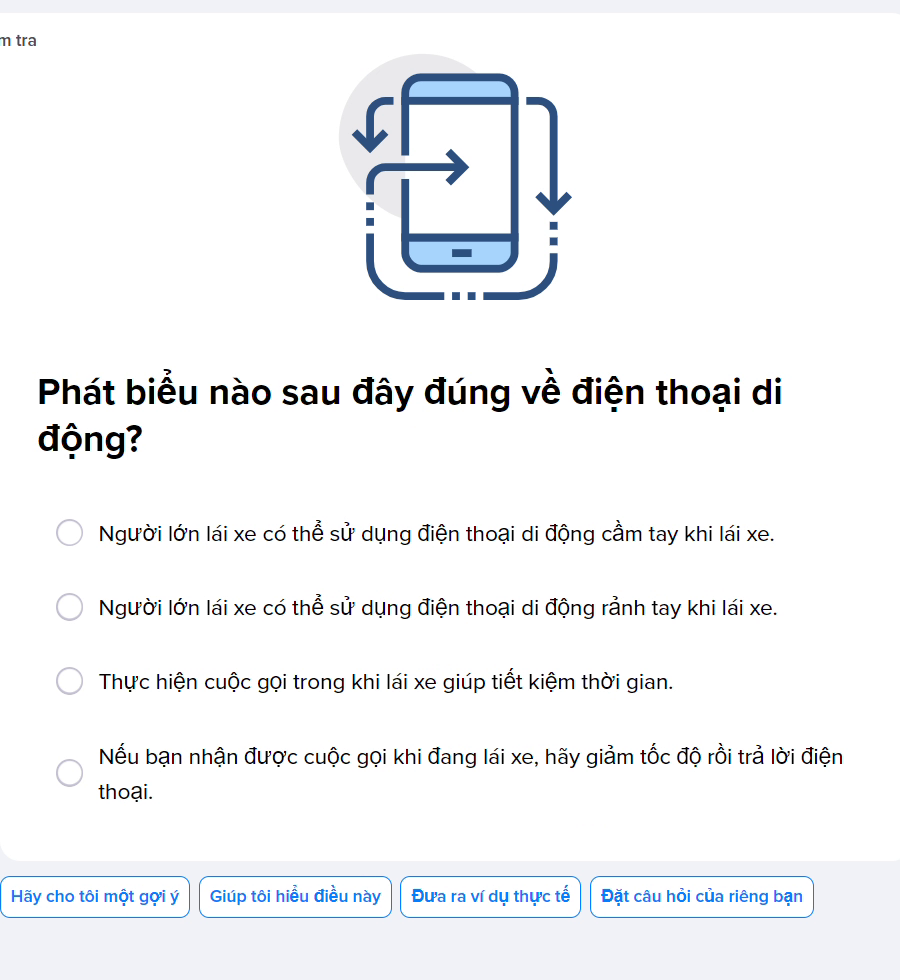 m tra
Phát biểu nào sau đây đúng về điện thoại di
động?
Người lớn lái xe có thể sử dụng điện thoại di động cầm tay khi lái xe.
Người lớn lái xe có thể sử dụng điện thoại di động rảnh tay khi lái xe.
Thực hiện cuộc gọi trong khi lái xe giúp tiết kiệm thời gian.
Nếu bạn nhận được cuộc gọi khi đang lái xe, hãy giảm tốc độ rồi trả lời điện
thoại.
Hãy cho tôi một gợi ý
Giúp tôi hiểu điều này
Đưa ra ví dụ thực tế
Đặt câu hỏi của riêng bạn